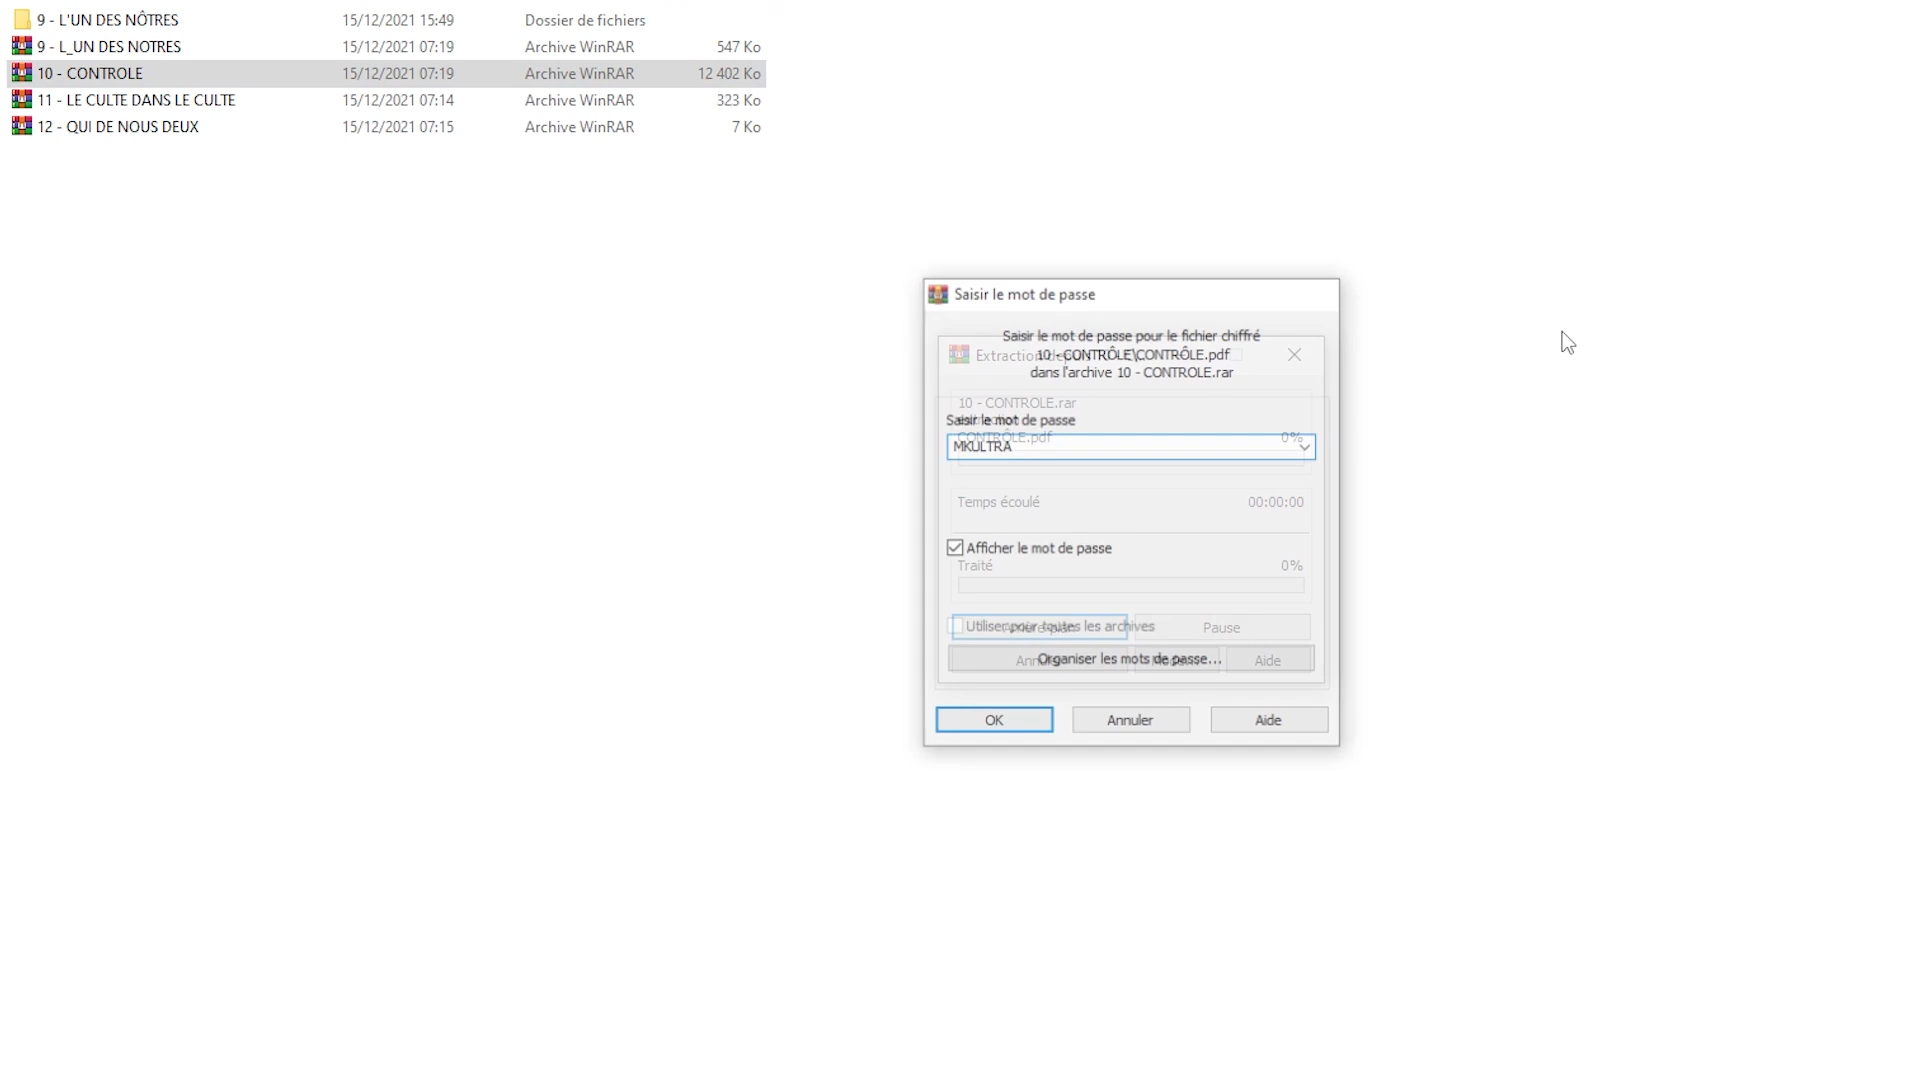 9 - L'UN DES NÔTRES 15/12/2021 15:49 Dossier de fichiers
9 - L_UN DES NOTRES 15/12/2021 07:19 Archive WinRAR 547 Ko
10 - CONTROLE 15/12/2021 07:19 Archive WinRAR 12 402 Ko
11 - LE CULTE DANS LE CULTE 15/12/2021 07:14 Archive WinRAR 323 Ko
12 - QUI DE NOUS DEUX 15/12/2021 07:15 Archive WinRAR 7 Ko
Saisir le mot de passe
Saisir le mot de passe pour le fichier chiffré
Extraction depuis
10 - CONTRÔLE\CONTRÔLE.pdf
dans l'archive 10 - CONTROLE.rar
10 - CONTROLE.rar
Saisir le mot de passe
CONTRÔLE.pdf 0%
MKULTRA
Temps écoulé 00:00:00
Afficher le mot de passe
Traité 0%
Utiliser pour toutes les archives
Pause
Organiser les mots de passe...
Aide
OK Annuler Aide